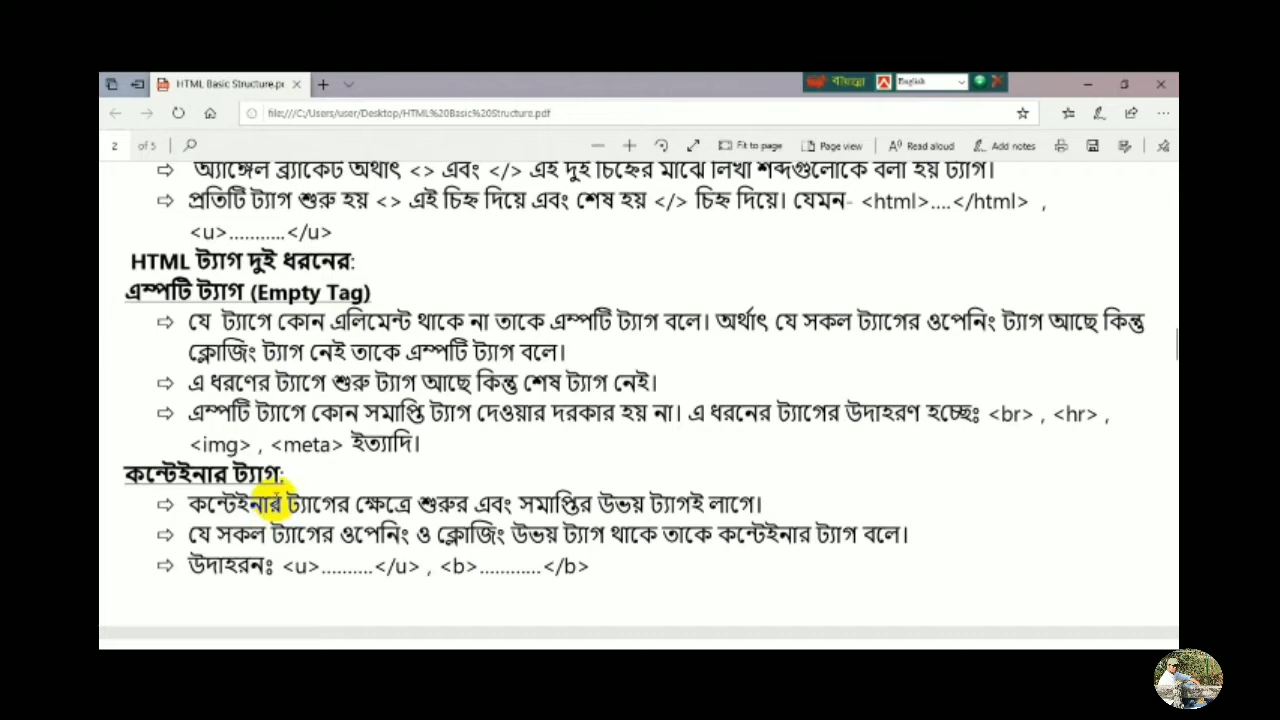 HTML Basic Structure.pd
বাংলা
English
file:///C:/Users/user/Desktop/HTML%20Basic%20Structure.pdf
2 of 5 Fit to page Page view Read aloud Add notes
⇨ অ্যাঙ্গেল ব্র্যাকেট অর্থাৎ <> এবং </> এই দুই চিহ্নের মাঝে লিখা শব্দগুলোকে বলা হয় ট্যাগ।
⇨ প্রতিটি ট্যাগ শুরু হয় <> এই চিহ্ন দিয়ে এবং শেষ হয় </> চিহ্ন দিয়ে। যেমন- <html>....</html> ,
<u>...........</u>
HTML ট্যাগ দুই ধরনের:
এম্পটি ট্যাগ (Empty Tag)
⇨ যে ট্যাগে কোন এলিমেন্ট থাকে না তাকে এম্পটি ট্যাগ বলে। অর্থাৎ যে সকল ট্যাগের ওপেনিং ট্যাগ আছে কিন্তু
ক্লোজিং ট্যাগ নেই তাকে এম্পটি ট্যাগ বলে।
⇨ এ ধরণের ট্যাগে শুরু ট্যাগ আছে কিন্তু শেষ ট্যাগ নেই।
⇨ এম্পটি ট্যাগে কোন সমাপ্তি ট্যাগ দেওয়ার দরকার হয় না। এ ধরনের ট্যাগের উদাহরণ হচ্ছেঃ <br> , <hr> ,
<img> , <meta> ইত্যাদি।
কন্টেইনার ট্যাগ:
⇨ কন্টেইনার ট্যাগের ক্ষেত্রে শুরুর এবং সমাপ্তির উভয় ট্যাগই লাগে।
⇨ যে সকল ট্যাগের ওপেনিং ও ক্লোজিং উভয় ট্যাগ থাকে তাকে কন্টেইনার ট্যাগ বলে।
⇨ উদাহরনঃ <u>..........</u> , <b>............</b>